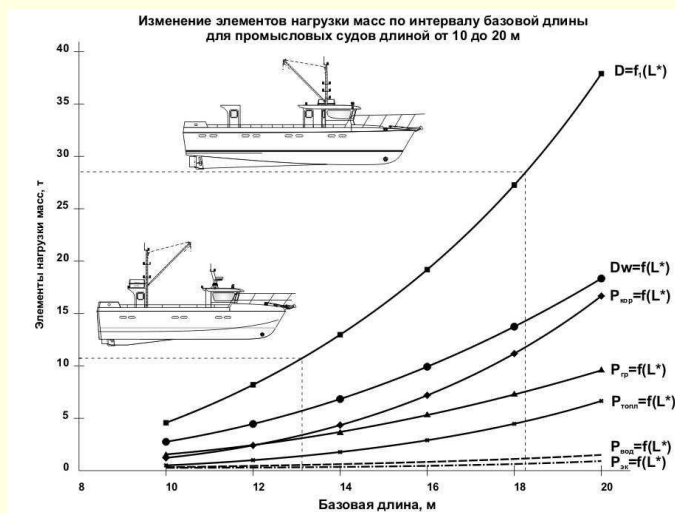 Изменение элементов нагрузки масс по интервалу базовой длины
для промысловых судов длиной от 10 до 20 м
Элементы нагрузки масс, т
40
35
30
25
20
15
10
5
0
D=f₁(L*)
Dw=f(L*)
Pкор=f(L*)
Pгр=f(L*)
Pтопл=f(L*)
Pвод=f(L*)
Pэк=f(L*)
8 10 12 14 16 18 20
Базовая длина, м